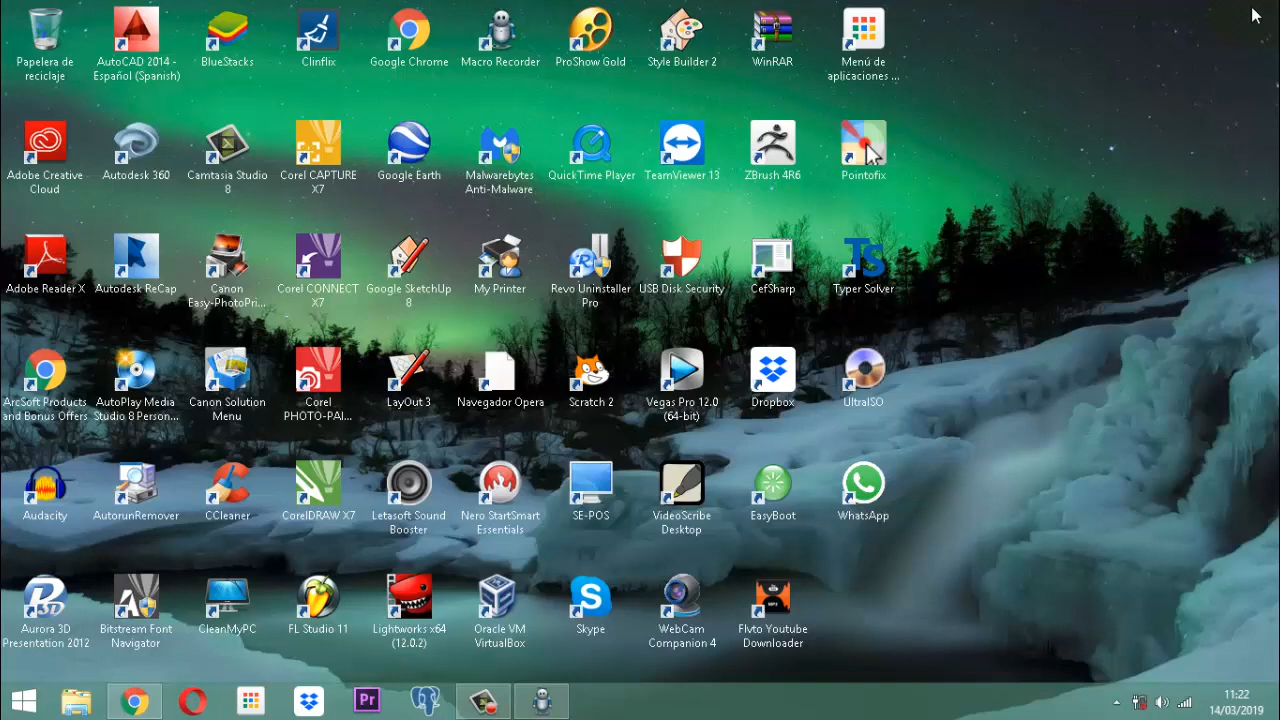 Papelera de
reciclaje
AutoCAD 2014 -
Español (Spanish)
BlueStacks
Clinflix
Google Chrome
Macro Recorder
ProShow Gold
Style Builder 2
WinRAR
Menú de
aplicaciones ...
Adobe Creative
Cloud
Autodesk 360
Camtasia Studio
8
Corel CAPTURE
X7
Google Earth
Malwarebytes
Anti-Malware
QuickTime Player
TeamViewer 13
ZBrush 4R6
Pointofix
Adobe Reader X
Autodesk ReCap
Canon
Easy-PhotoPri...
Corel CONNECT
X7
Google SketchUp
8
My Printer
Revo Uninstaller
Pro
USB Disk Security
CefSharp
Ts
Typer Solver
ArcSoft Products
and Bonus Offers
AutoPlay Media
Studio 8 Person...
Canon Solution
Menu
Corel
PHOTO-PAI...
LayOut 3
Navegador Opera
Scratch 2
Vegas Pro 12.0
(64-bit)
Dropbox
UltraISO
Audacity
AutorunRemover
CCleaner
CorelDRAW X7
Letasoft Sound
Booster
Nero StartSmart
Essentials
SE-POS
VideoScribe
Desktop
EasyBoot
WhatsApp
Aurora 3D
Presentation 2012
Bitstream Font
Navigator
CleanMyPC
FL Studio 11
Lightworks x64
(12.0.2)
Oracle VM
VirtualBox
Skype
WebCam
Companion 4
Flvto Youtube
Downloader
Pr
11:22
14/03/2019